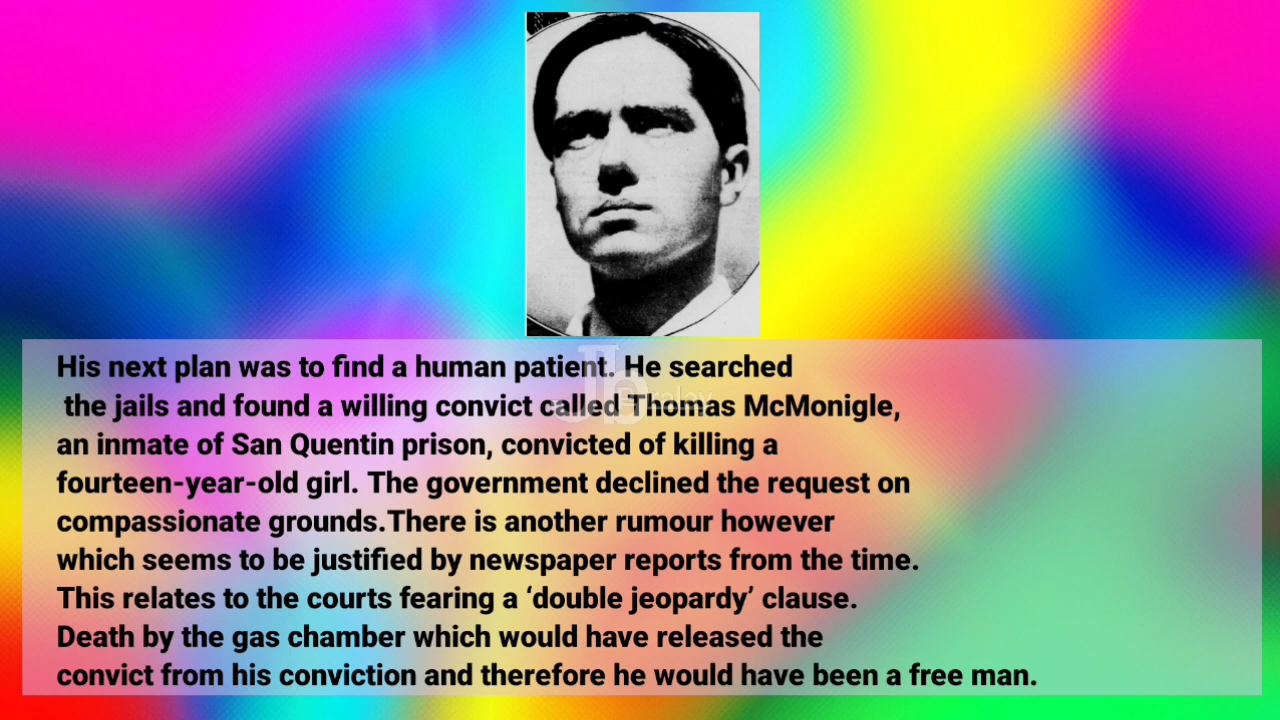 His next plan was to find a human patient. He searched
the jails and found a willing convict called Thomas McMonigle,
an inmate of San Quentin prison, convicted of killing a
fourteen-year-old girl. The government declined the request on
compassionate grounds.There is another rumour however
which seems to be justified by newspaper reports from the time.
This relates to the courts fearing a ‘double jeopardy’ clause.
Death by the gas chamber which would have released the
convict from his conviction and therefore he would have been a free man.